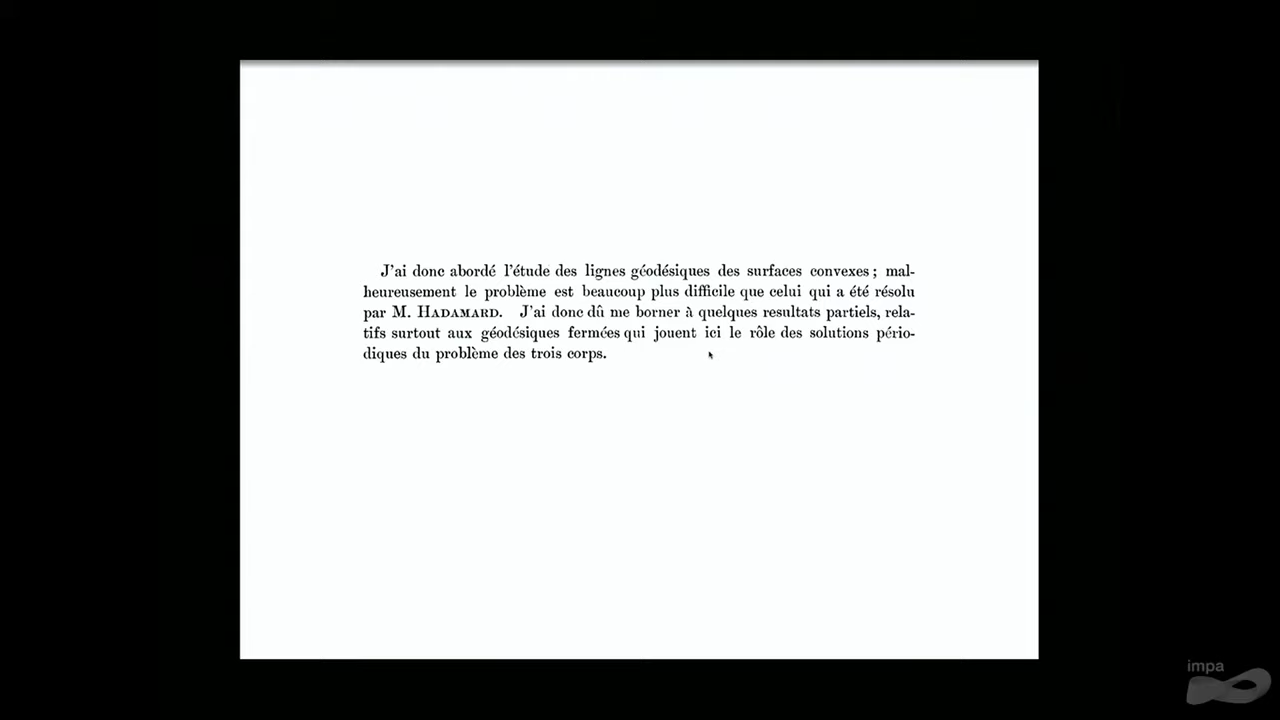 J'ai donc abordé l'étude des lignes géodésiques des surfaces convexes; mal-
heureusement le problème est beaucoup plus difficile que celui qui a été résolu
par M. HADAMARD. J'ai donc dû me borner à quelques resultats partiels, rela-
tifs surtout aux géodésiques fermées qui jouent ici le rôle des solutions pério-
diques du problème des trois corps.
impa